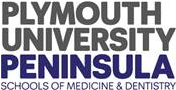 PLYMOUTH
UNIVERSITY
PENINSULA
SCHOOLS OF MEDICINE & DENTISTRY